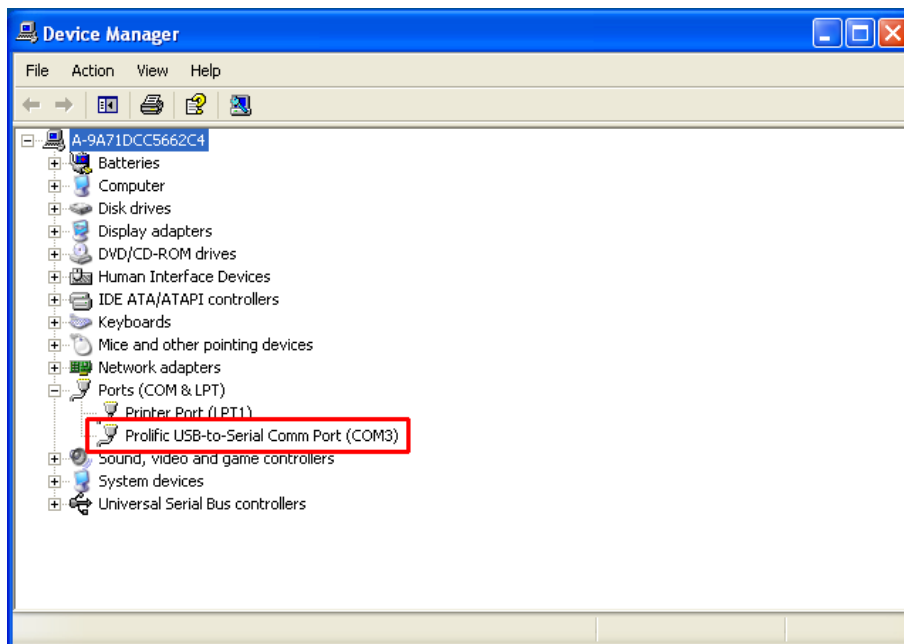 Device Manager
File Action View Help
A-9A71DCC5662C4
Batteries
Computer
Disk drives
Display adapters
DVD/CD-ROM drives
Human Interface Devices
IDE ATA/ATAPI controllers
Keyboards
Mice and other pointing devices
Network adapters
Ports (COM & LPT)
Printer Port (LPT1)
Prolific USB-to-Serial Comm Port (COM3)
Sound, video and game controllers
System devices
Universal Serial Bus controllers